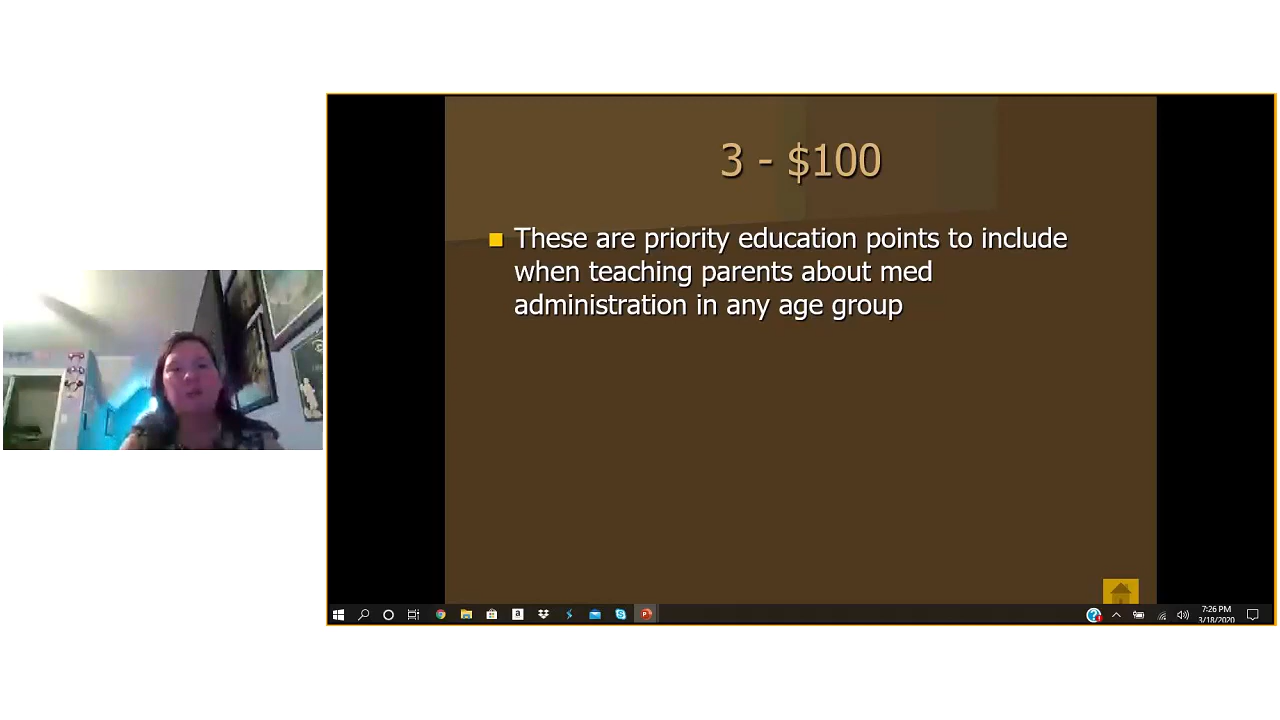 3 - $100
These are priority education points to include
when teaching parents about med
administration in any age group
7:26 PM
3/18/2020